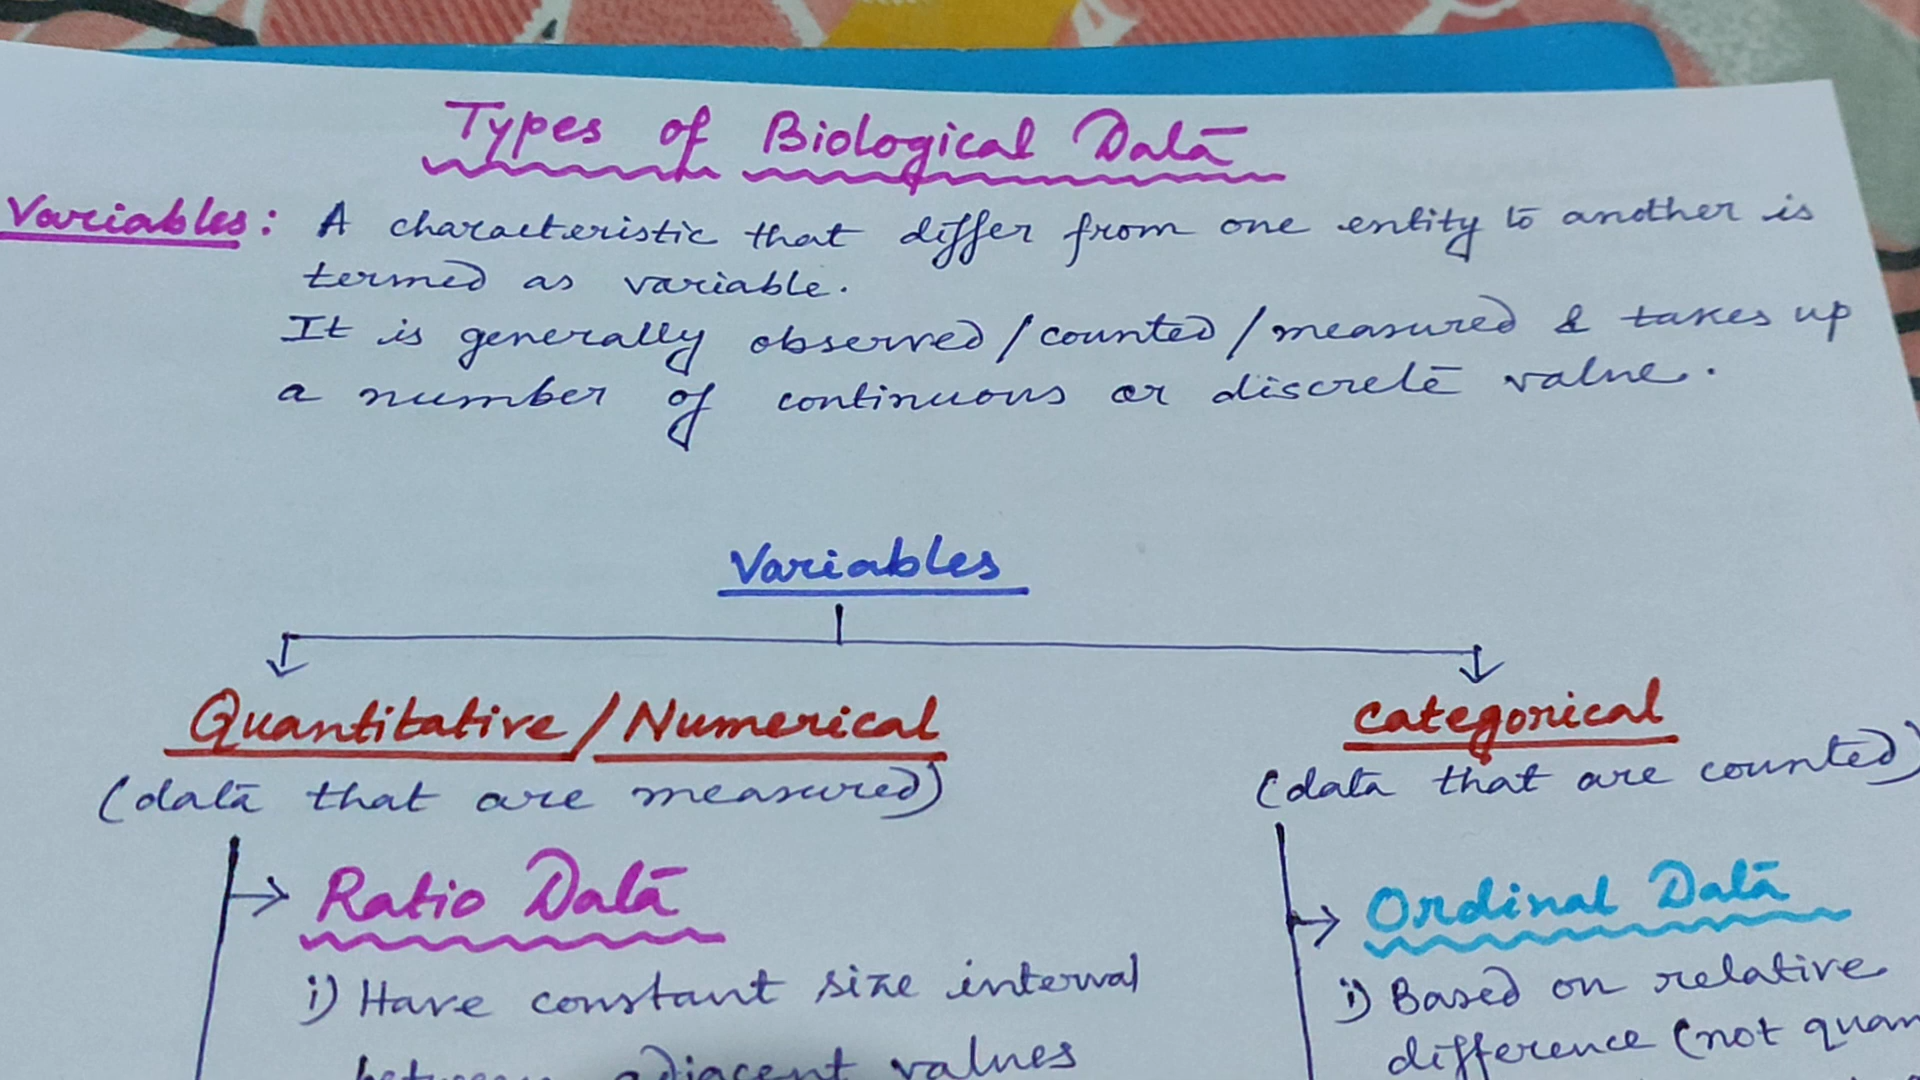 Types of Biological Data
Variables: A characteristic that differ from one entity to another is
termed as variable.
It is generally observed/counted/measured & takes up
a number of continuous or discrete value.
Variables
Quantitative/Numerical
(data that are measured)
Categorical
(data that are counted)
Ratio Data
i) Have constant size interval
between adjacent values
Ordinal Data
i) Based on relative
difference (not quan